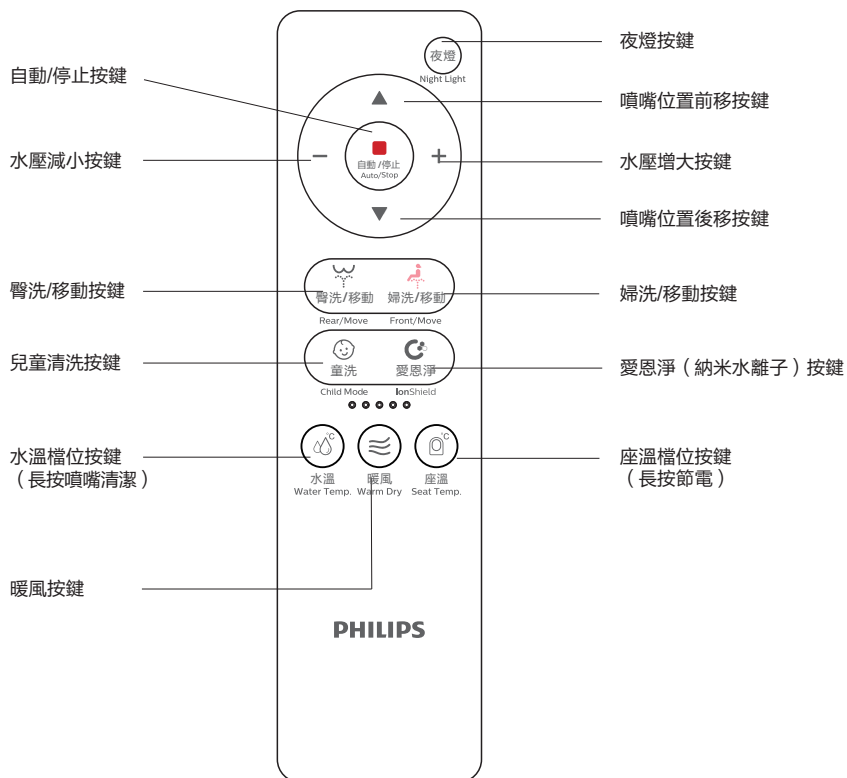 自動/停止按鍵
水壓減小按鍵
臀洗/移動按鍵
兒童清洗按鍵
水溫檔位按鍵
（長按噴嘴清潔）
暖風按鍵
夜燈
Night Light
自動/停止
Auto/Stop
臀洗/移動 婦洗/移動
Rear/Move Front/Move
童洗 愛恩淨
Child Mode IonShield
°C °C
水溫 暖風 座溫
Water Temp. Warm Dry Seat Temp.
PHILIPS
夜燈按鍵
噴嘴位置前移按鍵
水壓增大按鍵
噴嘴位置後移按鍵
婦洗/移動按鍵
愛恩淨（納米水離子）按鍵
座溫檔位按鍵
（長按節電）